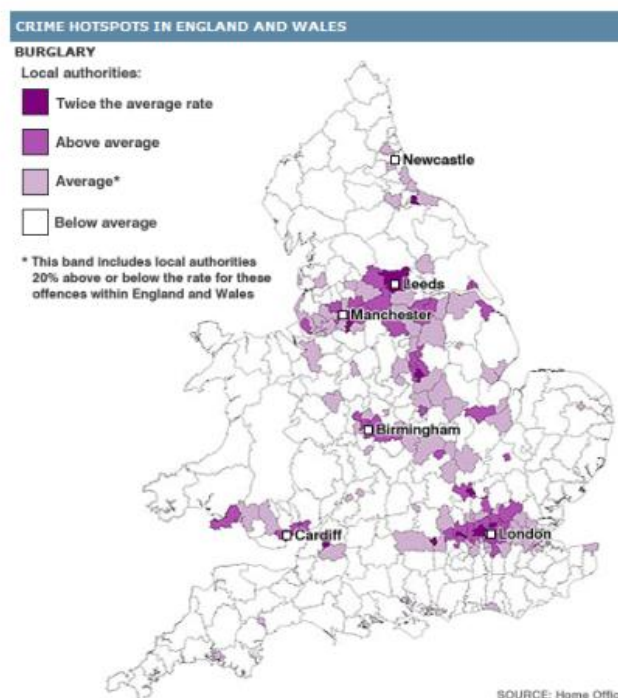 CRIME HOTSPOTS IN ENGLAND AND WALES
BURGLARY
Local authorities:
Twice the average rate
Above average
Average*
Below average
* This band includes local authorities
20% above or below the rate for these
offences within England and Wales
Newcastle
Leeds
Manchester
Birmingham
Cardiff
London
SOURCE: Home Offic